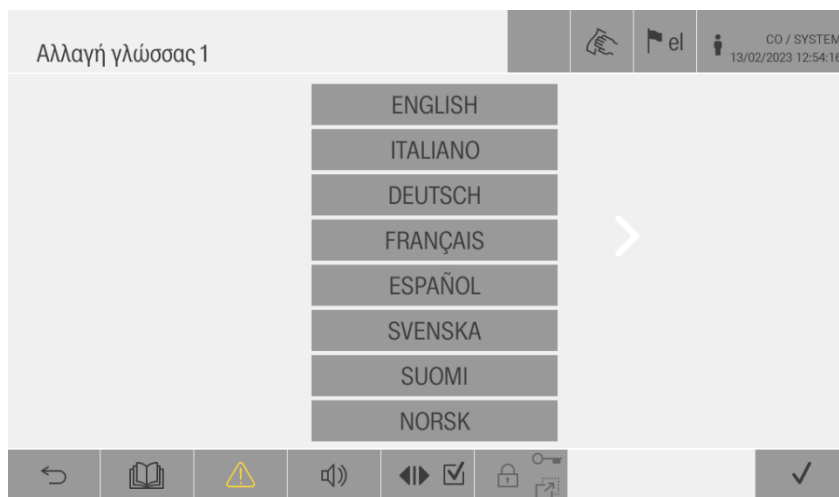 Αλλαγή γλώσσας 1
el
CO / SYSTEM
13/02/2023 12:54:16
ENGLISH
ITALIANO
DEUTSCH
FRANÇAIS
ESPAÑOL
SVENSKA
SUOMI
NORSK